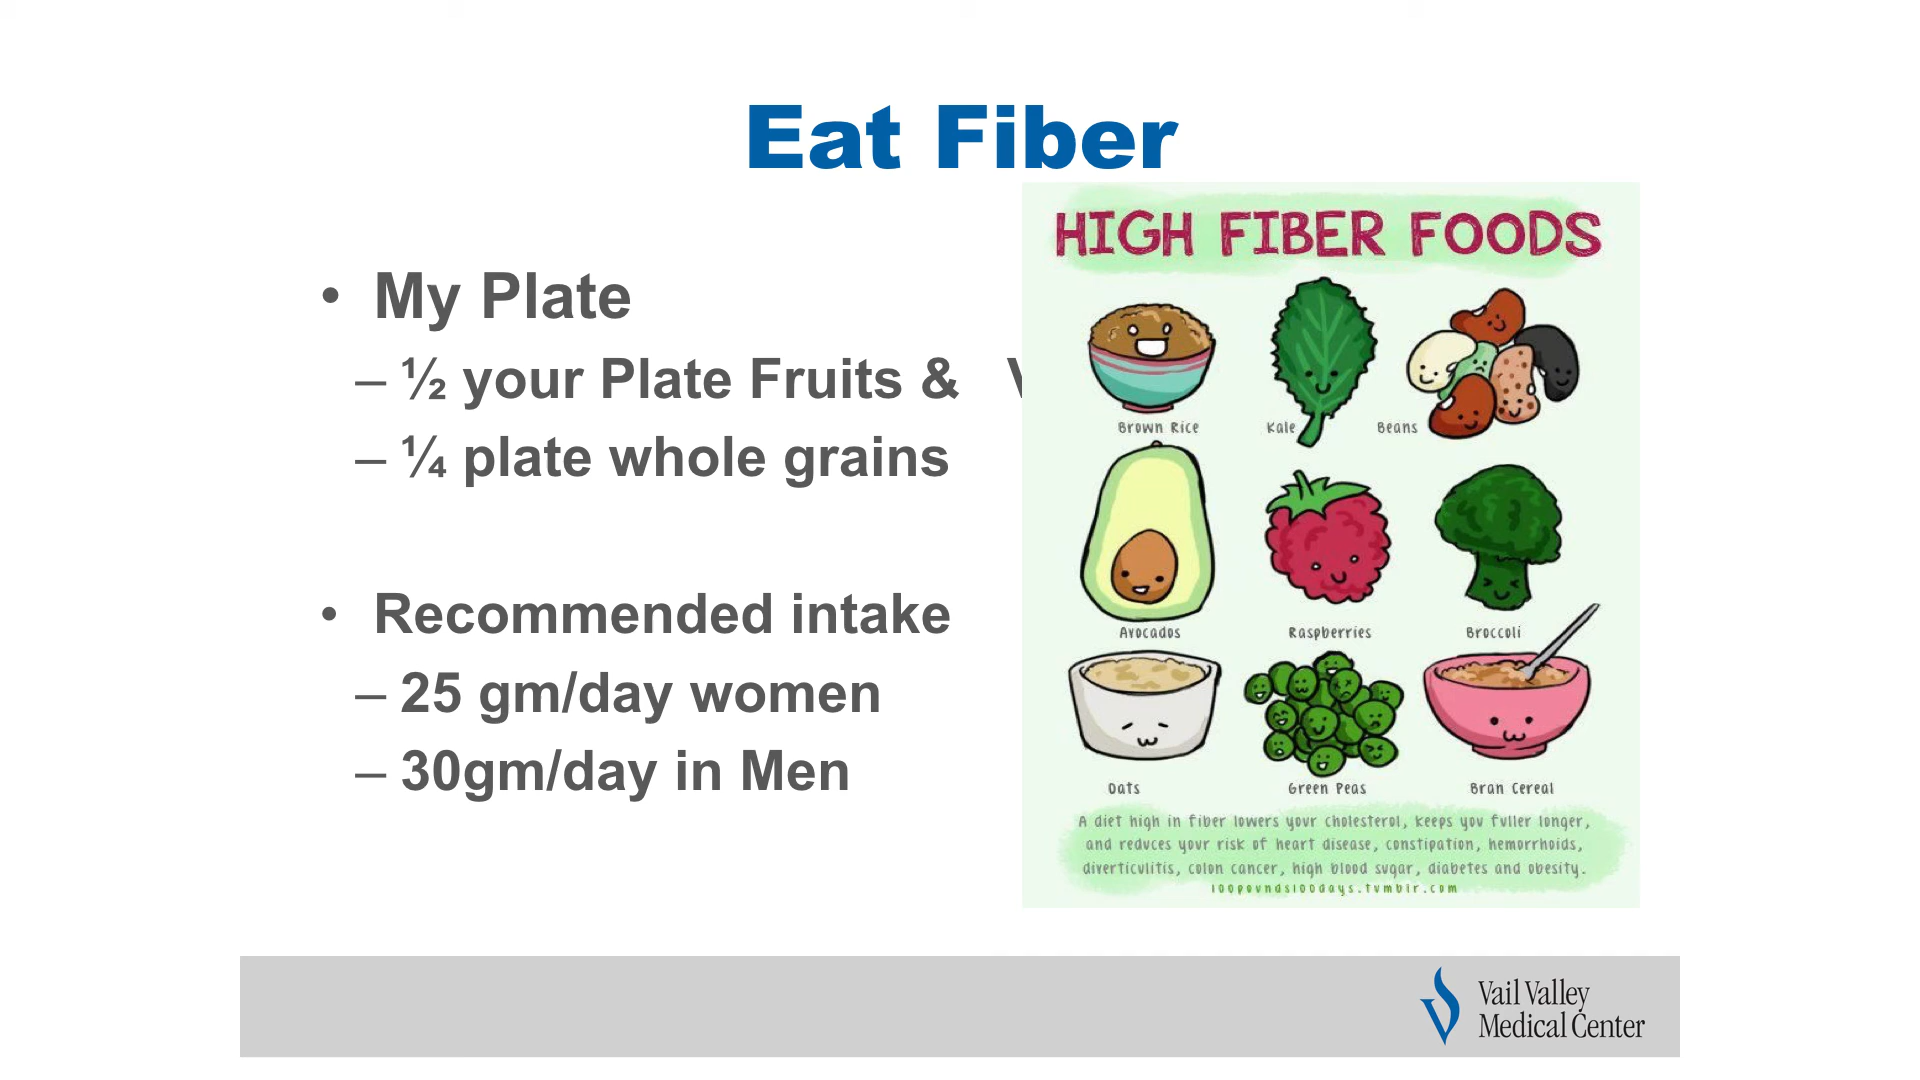 Eat Fiber
• My Plate
– ½ your Plate Fruits &
– ¼ plate whole grains
• Recommended intake
– 25 gm/day women
– 30gm/day in Men
HIGH FIBER FOODS
Brown Rice
Kale
Beans
Avocados
Raspberries
Broccoli
Oats
Green Peas
Bran Cereal
A diet high in fiber lowers your cholesterol, keeps you fuller longer,
and reduces your risk of heart disease, constipation, hemorrhoids,
diverticulitis, colon cancer, high blood sugar, diabetes and obesity.
100pounds100days.tumblr.com
Vail Valley
Medical Center